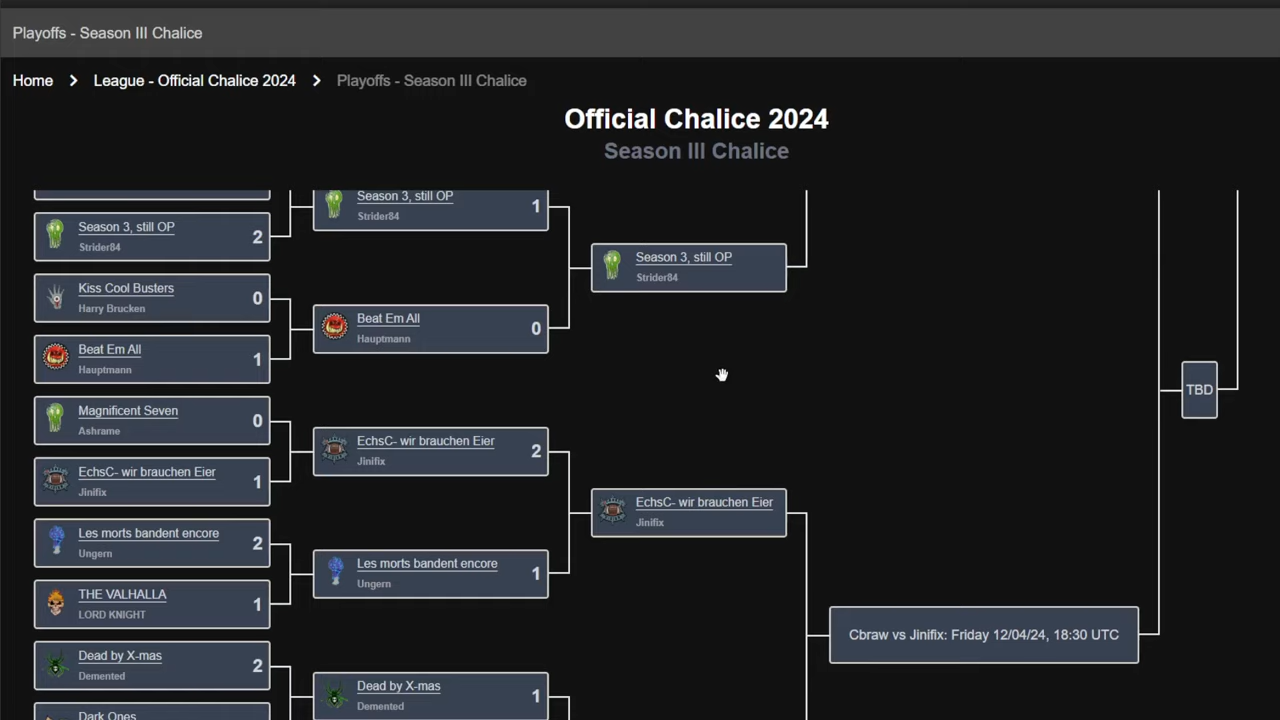 Playoffs - Season III Chalice
Home
League - Official Chalice 2024
Playoffs - Season III Chalice
Official Chalice 2024
Season III Chalice
Season 3, still OP
Strider84
2
Kiss Cool Busters
Harry Brucken
0
Beat Em All
Hauptmann
1
Magnificent Seven
Ashrame
0
EchsC- wir brauchen Eier
Jinifix
1
Les morts bandent encore
Ungern
2
THE VALHALLA
LORD KNIGHT
1
Dead by X-mas
Demented
2
Dark Ones
Season 3, still OP
Strider84
1
Beat Em All
Hauptmann
0
EchsC- wir brauchen Eier
Jinifix
2
Les morts bandent encore
Ungern
1
Dead by X-mas
Demented
1
Season 3, still OP
Strider84
EchsC- wir brauchen Eier
Jinifix
Cbraw vs Jinifix: Friday 12/04/24, 18:30 UTC
TBD